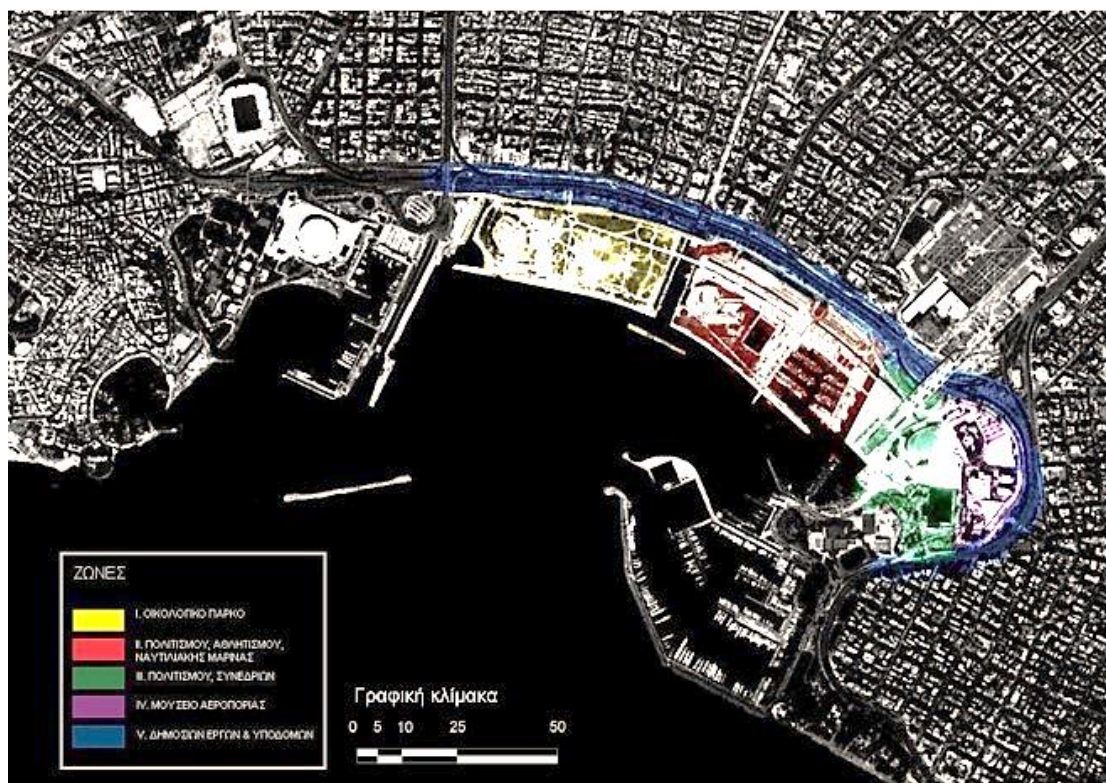 ΖΩΝΕΣ
I. ΟΙΚΟΛΟΓΙΚΟ ΠΑΡΚΟ
II. ΠΟΛΙΤΙΣΜΟΥ, ΑΘΛΗΤΙΣΜΟΥ,
ΝΑΥΤΙΛΙΑΚΗΣ ΜΑΡΙΝΑΣ
III. ΠΟΛΙΤΙΣΜΟΥ, ΣΥΝΕΔΡΙΩΝ
IV. ΜΟΥΣΕΙΟ ΑΕΡΟΠΟΡΙΑΣ
V. ΔΗΜΟΣΙΩΝ ΕΡΓΩΝ & ΥΠΟΔΟΜΩΝ
Γραφική κλίμακα
0 5 10 25 50